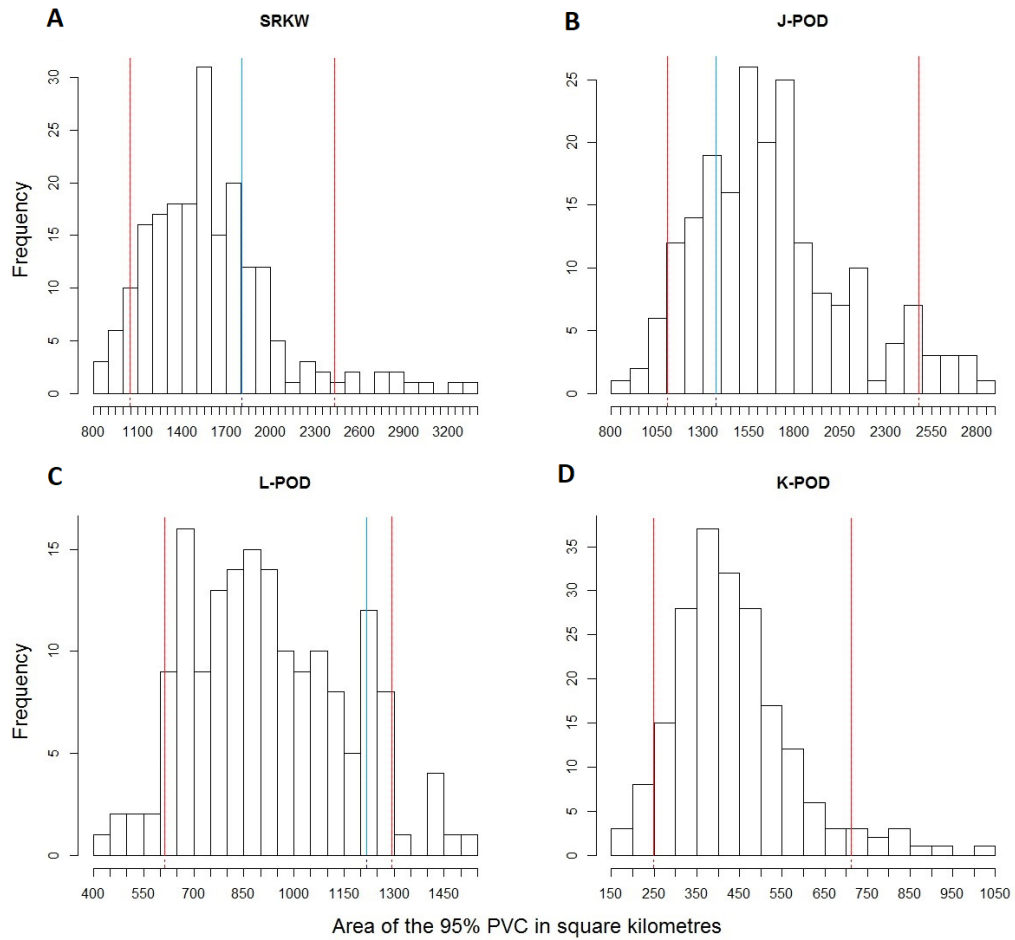 A
SRKW
Frequency
30
25
20
15
10
5
0
800 1100 1400 1700 2000 2300 2600 2900 3200
B
J-POD
25
20
15
10
5
0
800 1050 1300 1550 1800 2050 2300 2550 2800
C
L-POD
Frequency
15
10
5
0
400 550 700 850 1000 1150 1300 1450
D
K-POD
35
30
25
20
15
10
5
0
150 250 350 450 550 650 750 850 950 1050
Area of the 95% PVC in square kilometres